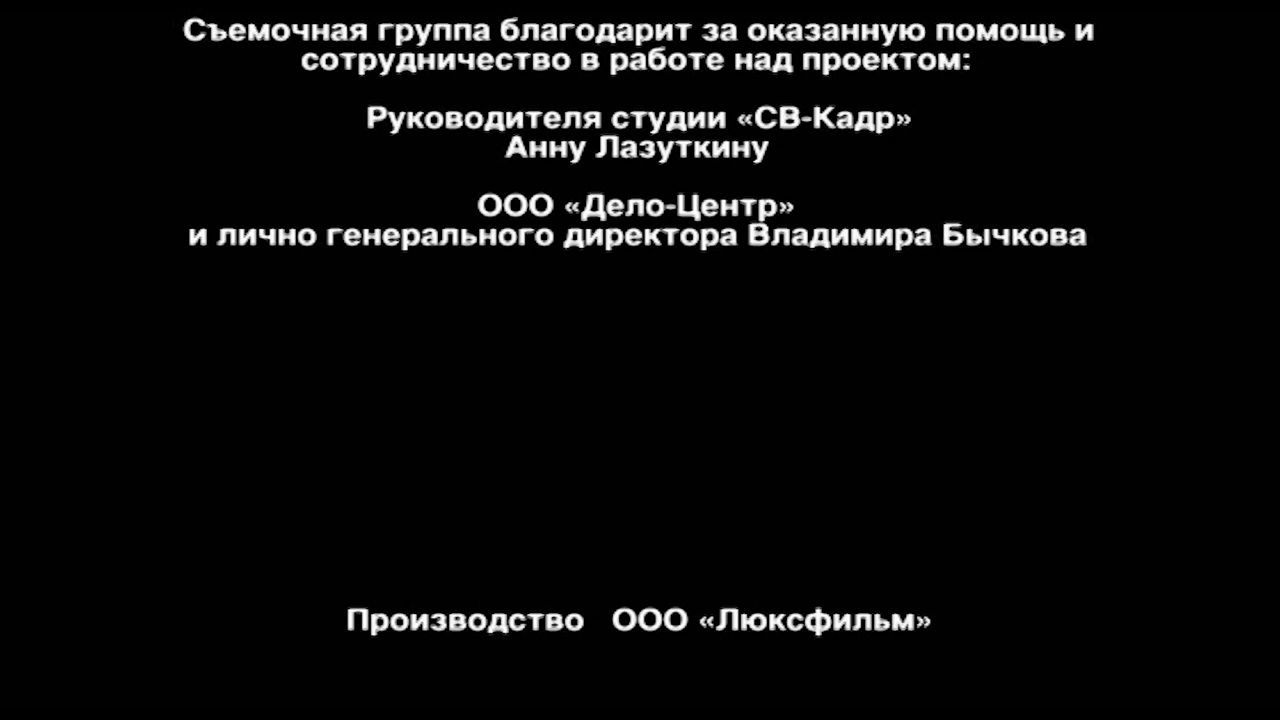 Съемочная группа благодарит за оказанную помощь и
сотрудничество в работе над проектом:
Руководителя студии «СВ-Кадр»
Анну Лазуткину
ООО «Дело-Центр»
и лично генерального директора Владимира Бычкова
Производство ООО «Люксфильм»